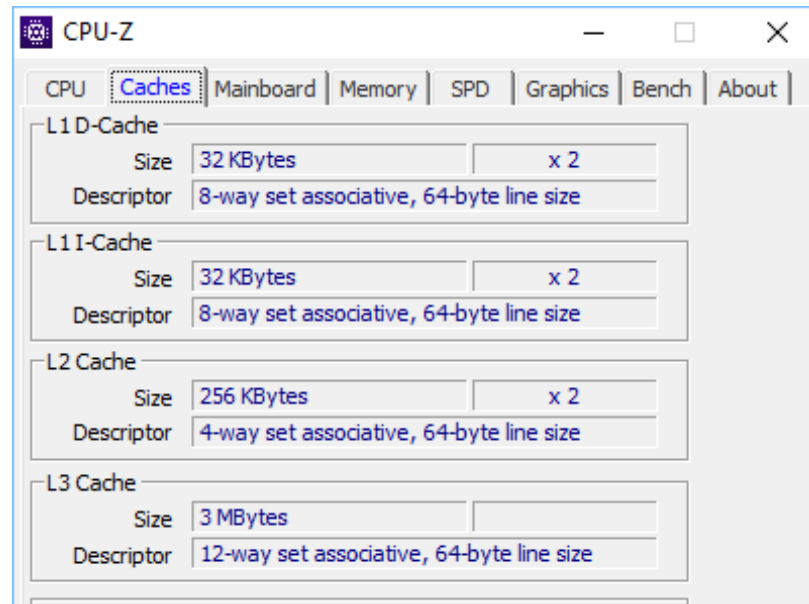 CPU-Z
CPU Caches Mainboard Memory SPD Graphics Bench About
L1 D-Cache
Size 32 KBytes x 2
Descriptor 8-way set associative, 64-byte line size
L1 I-Cache
Size 32 KBytes x 2
Descriptor 8-way set associative, 64-byte line size
L2 Cache
Size 256 KBytes x 2
Descriptor 4-way set associative, 64-byte line size
L3 Cache
Size 3 MBytes
Descriptor 12-way set associative, 64-byte line size